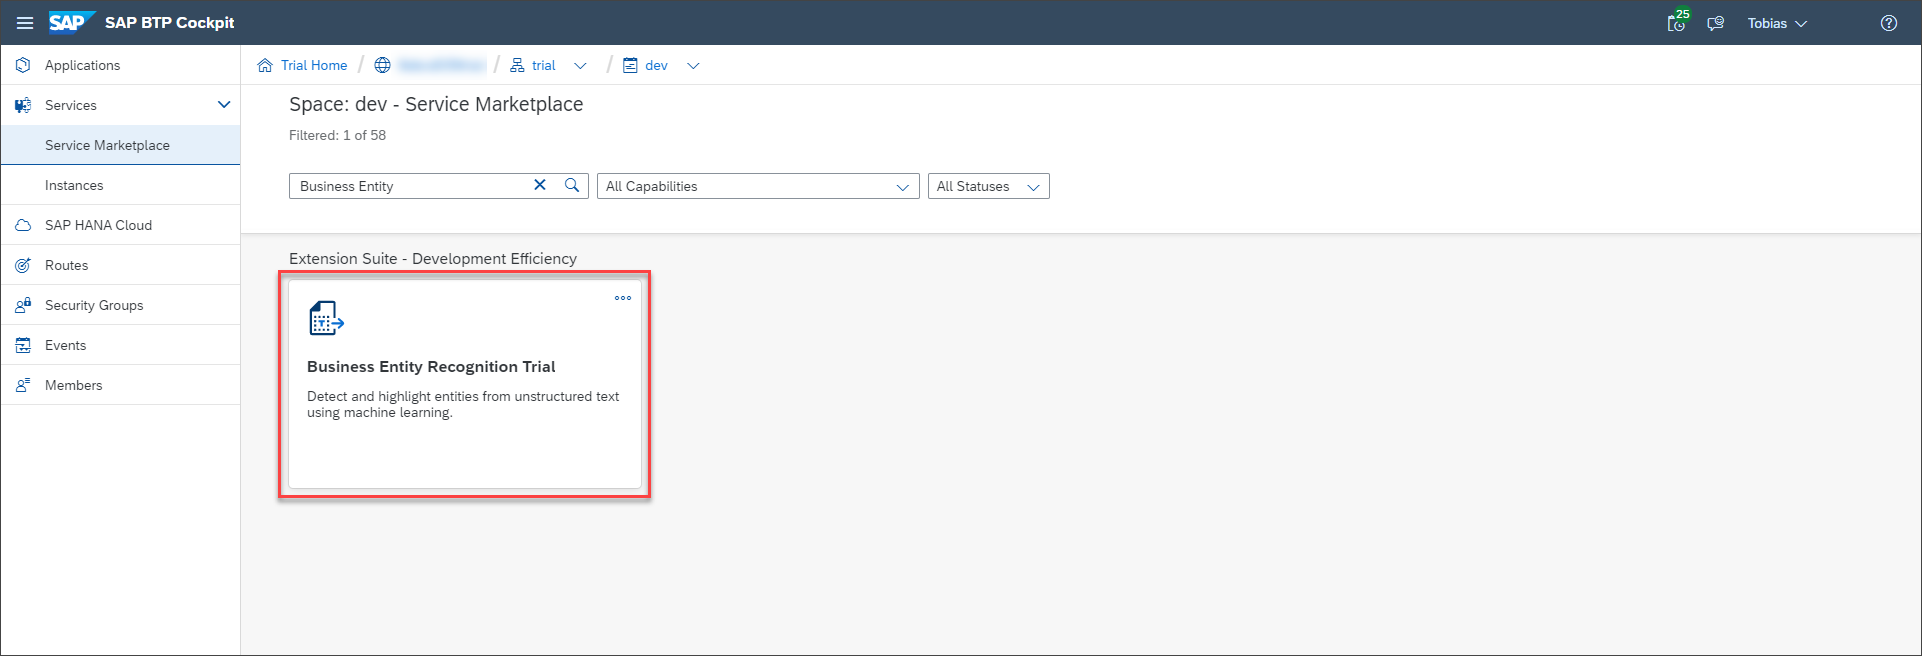 SAP SAP BTP Cockpit
25
Tobias
Applications
Services
Service Marketplace
Instances
SAP HANA Cloud
Routes
Security Groups
Events
Members
Trial Home / / trial / dev
Space: dev - Service Marketplace
Filtered: 1 of 58
Business Entity
All Capabilities
All Statuses
Extension Suite - Development Efficiency
Business Entity Recognition Trial
Detect and highlight entities from unstructured text
using machine learning.